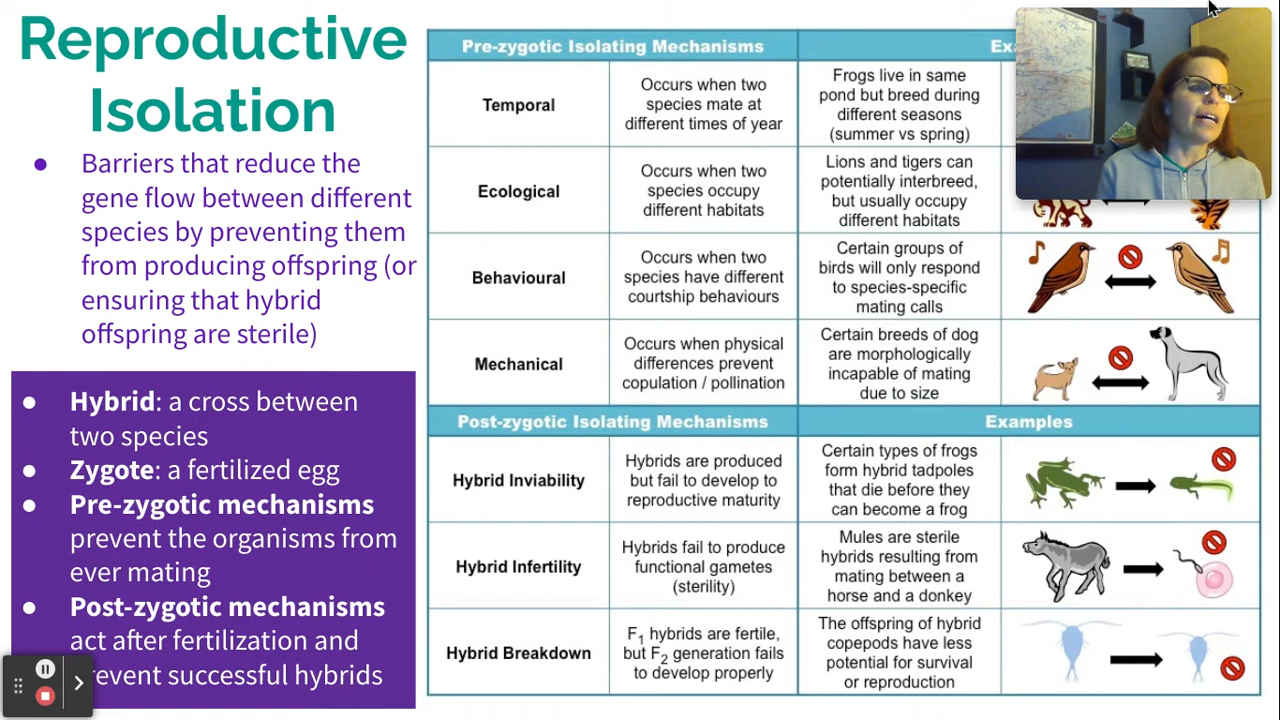 Reproductive
Isolation
● Barriers that reduce the
gene flow between different
species by preventing them
from producing offspring (or
ensuring that hybrid
offspring are sterile)
● Hybrid: a cross between
two species
● Zygote: a fertilized egg
● Pre-zygotic mechanisms
prevent the organisms from
ever mating
● Post-zygotic mechanisms
act after fertilization and
revent successful hybrids
Pre-zygotic Isolating Mechanisms
Ex
Temporal
Occurs when two
species mate at
different times of year
Frogs live in same
pond but breed during
different seasons
(summer vs spring)
Ecological
Occurs when two
species occupy
different habitats
Lions and tigers can
potentially interbreed,
but usually occupy
different habitats
Behavioural
Occurs when two
species have different
courtship behaviours
Certain groups of
birds will only respond
to species-specific
mating calls
Mechanical
Occurs when physical
differences prevent
copulation / pollination
Certain breeds of dog
are morphologically
incapable of mating
due to size
Post-zygotic Isolating Mechanisms
Examples
Hybrid Inviability
Hybrids are produced
but fail to develop to
reproductive maturity
Certain types of frogs
form hybrid tadpoles
that die before they
can become a frog
Hybrid Infertility
Hybrids fail to produce
functional gametes
(sterility)
Mules are sterile
hybrids resulting from
mating between a
horse and a donkey
Hybrid Breakdown
F1 hybrids are fertile,
but F2 generation fails
to develop properly
The offspring of hybrid
copepods have less
potential for survival
or reproduction